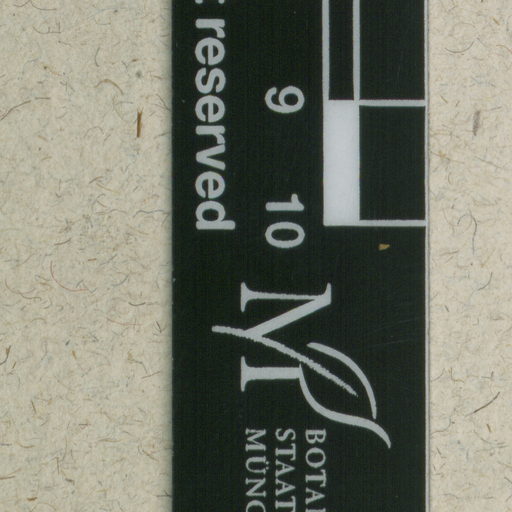 reserved
9
10
BOTA
STAAT
MÜNC